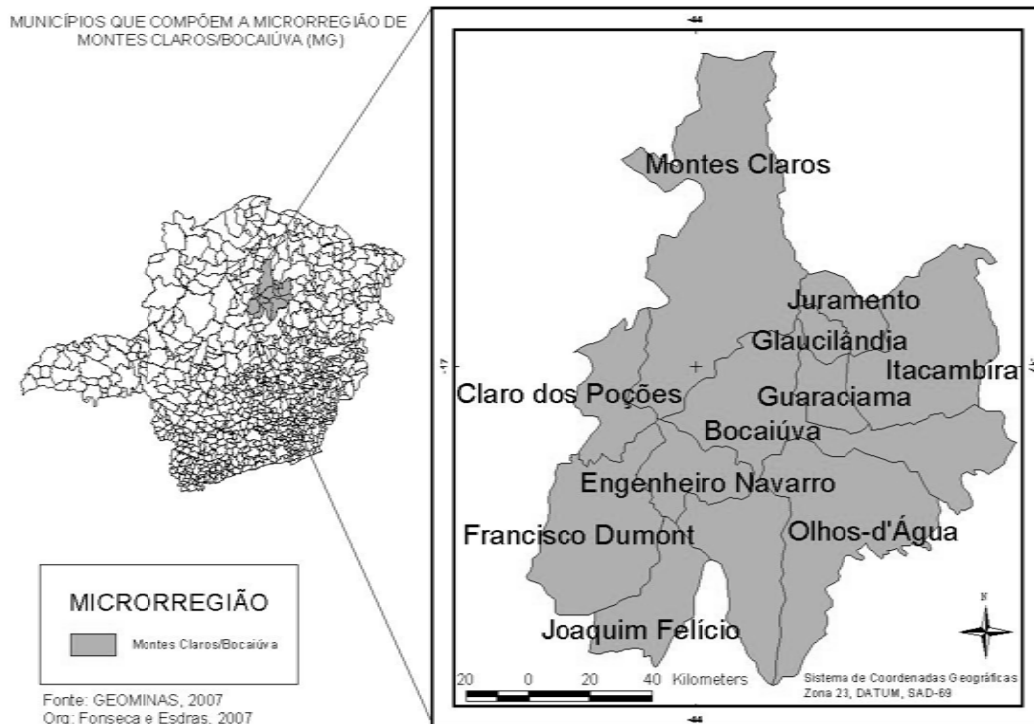 MUNICÍPIOS QUE COMPÕEM A MICRORREGIÃO DE
MONTES CLAROS/BOCAIÚVA (MG)
-44
Montes Claros
Juramento
Glaucilândia
-17
Itacambira
Claro dos Poções
Guaraciama
Bocaiúva
Engenheiro Navarro
Francisco Dumont
Olhos-d'Água
Joaquim Felício
N
20 0 20 40 Kilometers
Sistema de Coordenadas Geográficas
Zona 23, DATUM, SAD-69
-44
MICRORREGIÃO
Montes Claros/Bocaiúva
Fonte: GEOMINAS, 2007
Org: Fonseca e Esdras, 2007